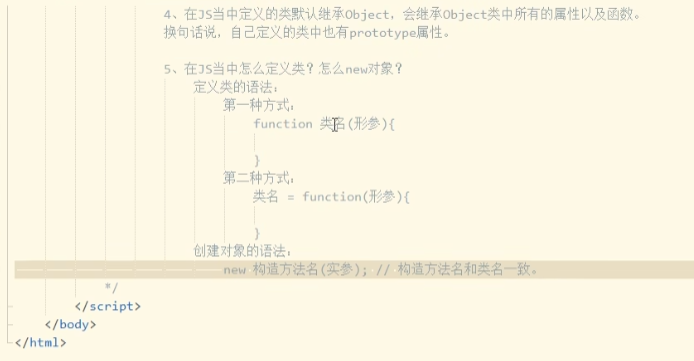 4、在JS当中定义的类默认继承Object，会继承Object类中所有的属性以及函数。
换句话说，自己定义的类中也有prototype属性。
5、在JS当中怎么定义类？怎么new对象？
定义类的语法：
第一种方式：
function 类名(形参){
}
第二种方式：
类名 = function(形参){
}
创建对象的语法：
new 构造方法名(实参); // 构造方法名和类名一致。
*/
</script>
</body>
</html>